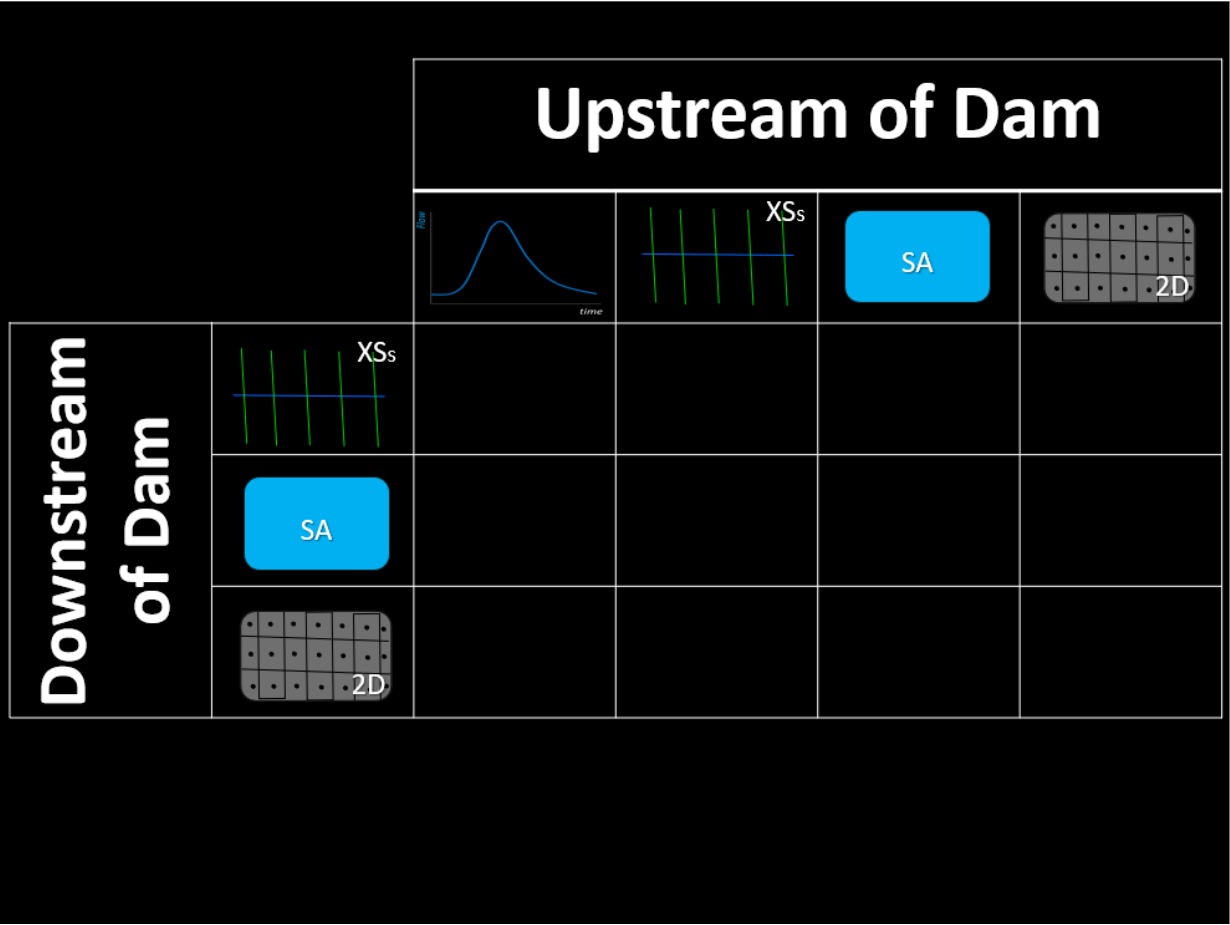 Upstream of Dam
Flow
time
XSs
SA
2D
Downstream
of Dam
XSs
SA
2D